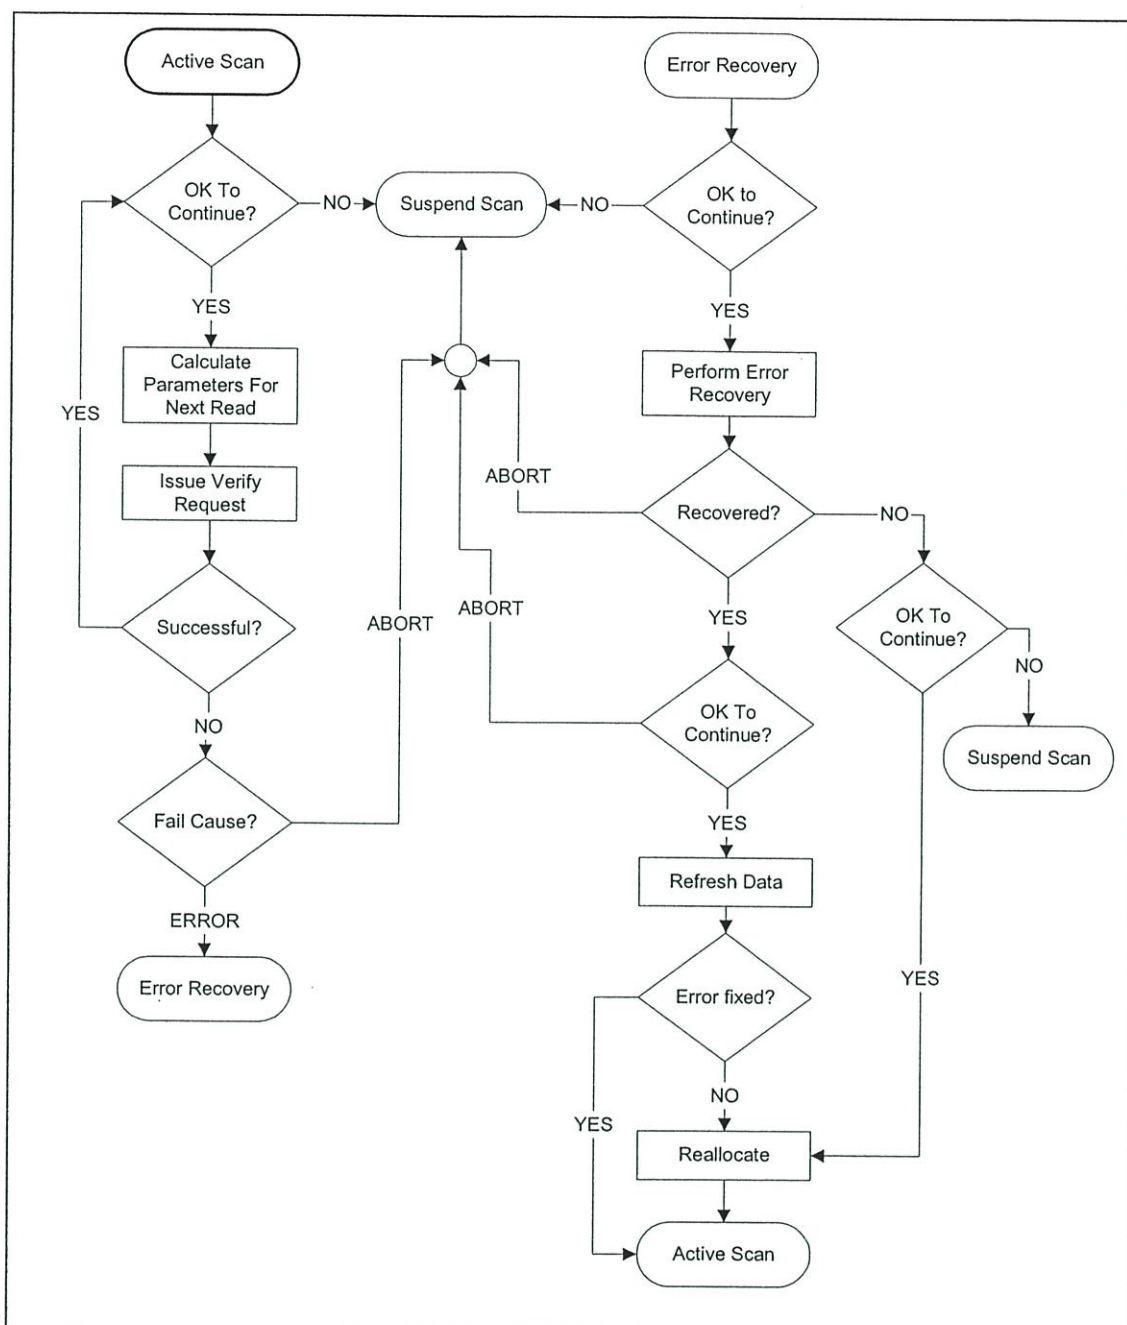 Active Scan
OK To
Continue?
NO
YES
Calculate
Parameters For
Next Read
YES
Issue Verify
Request
Successful?
NO
Fail Cause?
ERROR
Error Recovery
ABORT
Suspend Scan
Error Recovery
OK to
Continue?
NO
YES
Perform Error
Recovery
ABORT
Recovered?
NO
YES
ABORT
OK To
Continue?
YES
OK To
Continue?
NO
Suspend Scan
YES
Refresh Data
Error fixed?
YES
NO
Reallocate
Active Scan